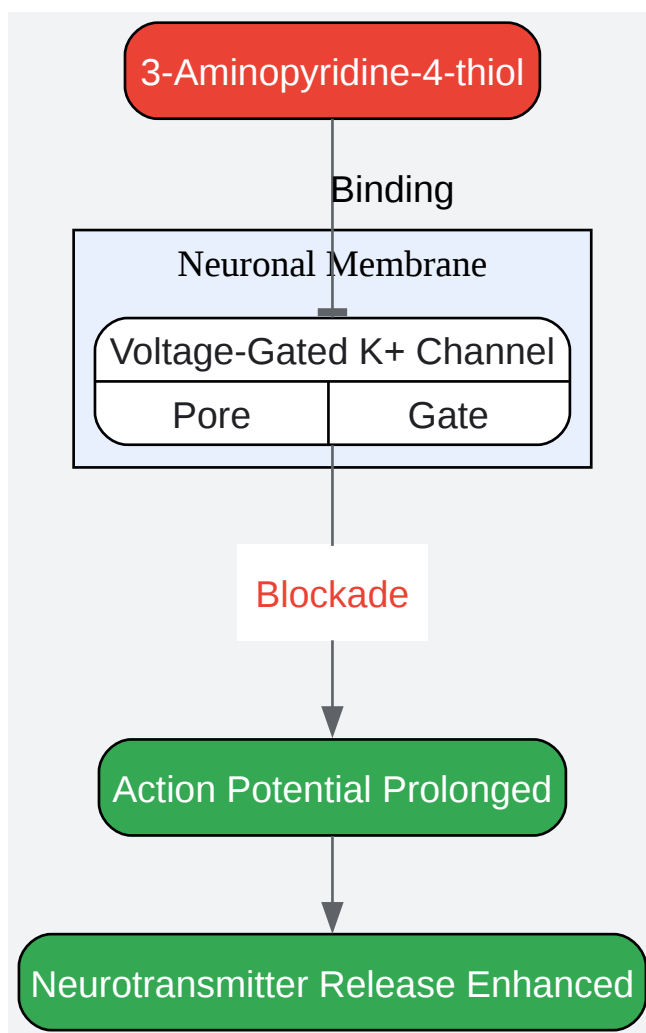 3-Aminopyridine-4-thiol
Binding
Neuronal Membrane
Voltage-Gated K+ Channel
Pore
Gate
Blockade
Action Potential Prolonged
Neurotransmitter Release Enhanced